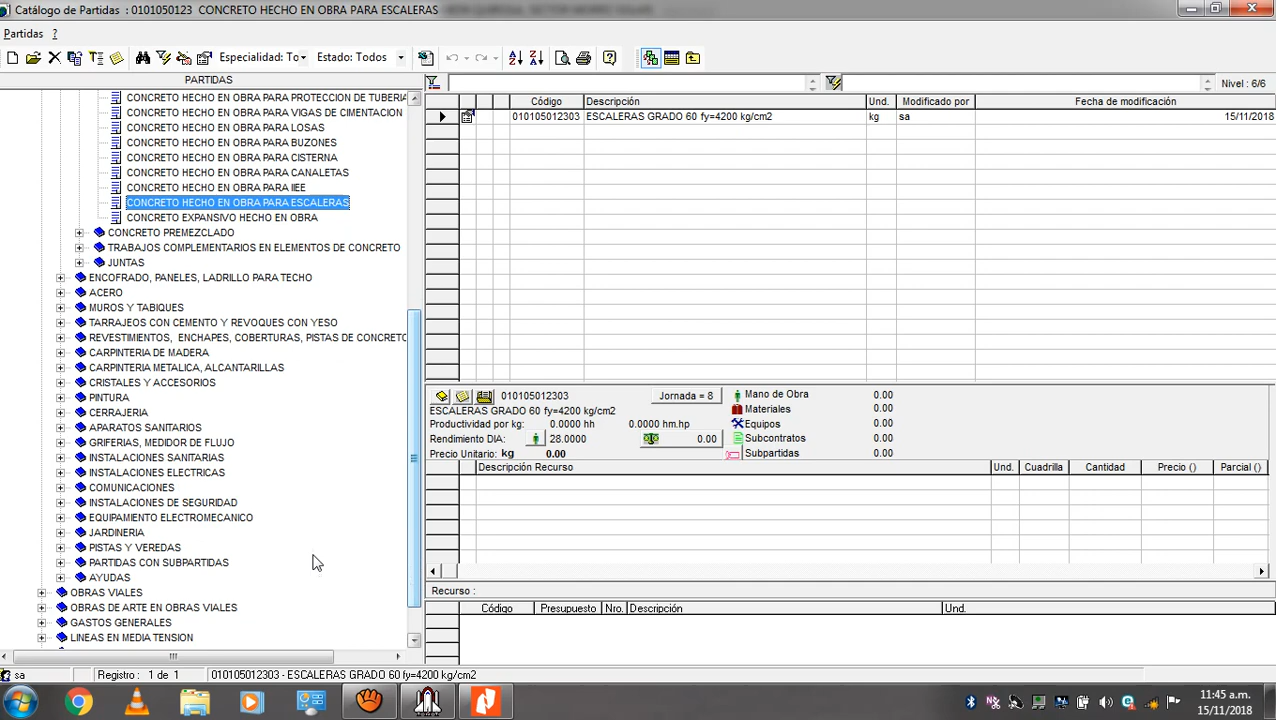 Catálogo de Partidas : 0101050123 CONCRETO HECHO EN OBRA PARA ESCALERAS
Partidas ?
Especialidad: To Estado: Todos
PARTIDAS
Nivel : 6/6
CONCRETO HECHO EN OBRA PARA PROTECCION DE TUBERIA
CONCRETO HECHO EN OBRA PARA VIGAS DE CIMENTACION
CONCRETO HECHO EN OBRA PARA LOSAS
CONCRETO HECHO EN OBRA PARA BUZONES
CONCRETO HECHO EN OBRA PARA CISTERNA
CONCRETO HECHO EN OBRA PARA CANALETAS
CONCRETO HECHO EN OBRA PARA IIEE
CONCRETO HECHO EN OBRA PARA ESCALERAS
CONCRETO EXPANSIVO HECHO EN OBRA
CONCRETO PREMEZCLADO
TRABAJOS COMPLEMENTARIOS EN ELEMENTOS DE CONCRETO
JUNTAS
ENCOFRADO, PANELES, LADRILLO PARA TECHO
ACERO
MUROS Y TABIQUES
TARRAJEOS CON CEMENTO Y REVOQUES CON YESO
REVESTIMIENTOS, ENCHAPES, COBERTURAS, PISTAS DE CONCRETO
CARPINTERIA DE MADERA
CARPINTERIA METALICA, ALCANTARILLAS
CRISTALES Y ACCESORIOS
PINTURA
CERRAJERIA
APARATOS SANITARIOS
GRIFERIAS, MEDIDOR DE FLUJO
INSTALACIONES SANITARIAS
INSTALACIONES ELECTRICAS
COMUNICACIONES
INSTALACIONES DE SEGURIDAD
EQUIPAMIENTO ELECTROMECANICO
JARDINERIA
PISTAS Y VEREDAS
PARTIDAS CON SUBPARTIDAS
AYUDAS
OBRAS VIALES
OBRAS DE ARTE EN OBRAS VIALES
GASTOS GENERALES
LINEAS EN MEDIA TENSION
Código Descripción Und. Modificado por Fecha de modificación
010105012303 ESCALERAS GRADO 60 fy=4200 kg/cm2 kg sa 15/11/2018
010105012303 Jornada = 8
ESCALERAS GRADO 60 fy=4200 kg/cm2
Productividad por kg: 0.0000 hh 0.0000 hm.hp
Rendimiento DIA: 28.0000 0.00
Precio Unitario: kg 0.00
Mano de Obra 0.00
Materiales 0.00
Equipos 0.00
Subcontratos 0.00
Subpartidas 0.00
Descripción Recurso Und. Cuadrilla Cantidad Precio () Parcial ()
Recurso :
Código Presupuesto Nro. Descripción Und.
sa Registro : 1 de 1 010105012303 - ESCALERAS GRADO 60 fy=4200 kg/cm2
11:45 a.m.
15/11/2018